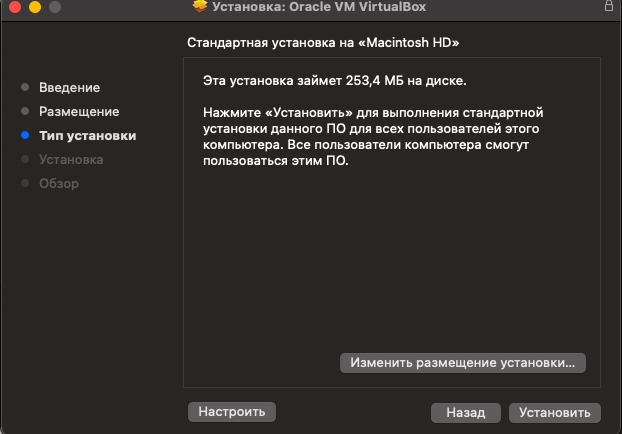 Установка: Oracle VM VirtualBox
Стандартная установка на «Macintosh HD»
Введение
Размещение
Тип установки
Установка
Обзор
Эта установка займет 253,4 МБ на диске.
Нажмите «Установить» для выполнения стандартной
установки данного ПО для всех пользователей этого
компьютера. Все пользователи компьютера смогут
пользоваться этим ПО.
Изменить размещение установки...
Настроить
Назад
Установить